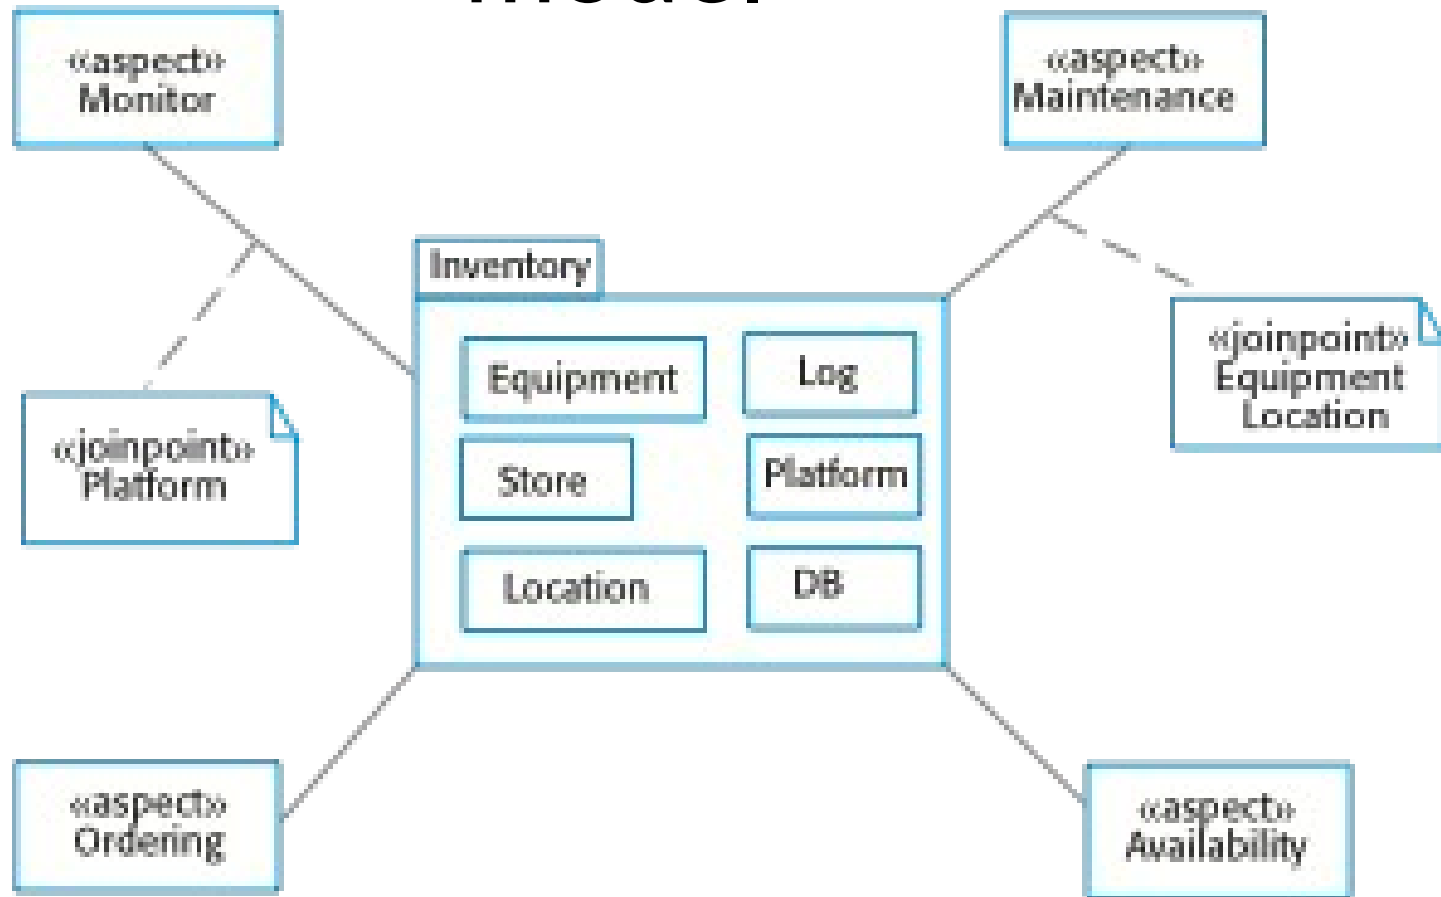 model
«aspect»
Monitor
«aspect»
Maintenance
Inventory
Equipment
Log
«joinpoint»
Equipment
Location
«joinpoint»
Platform
Store
Platform
Location
DB
«aspect»
Ordering
«aspect»
Availability